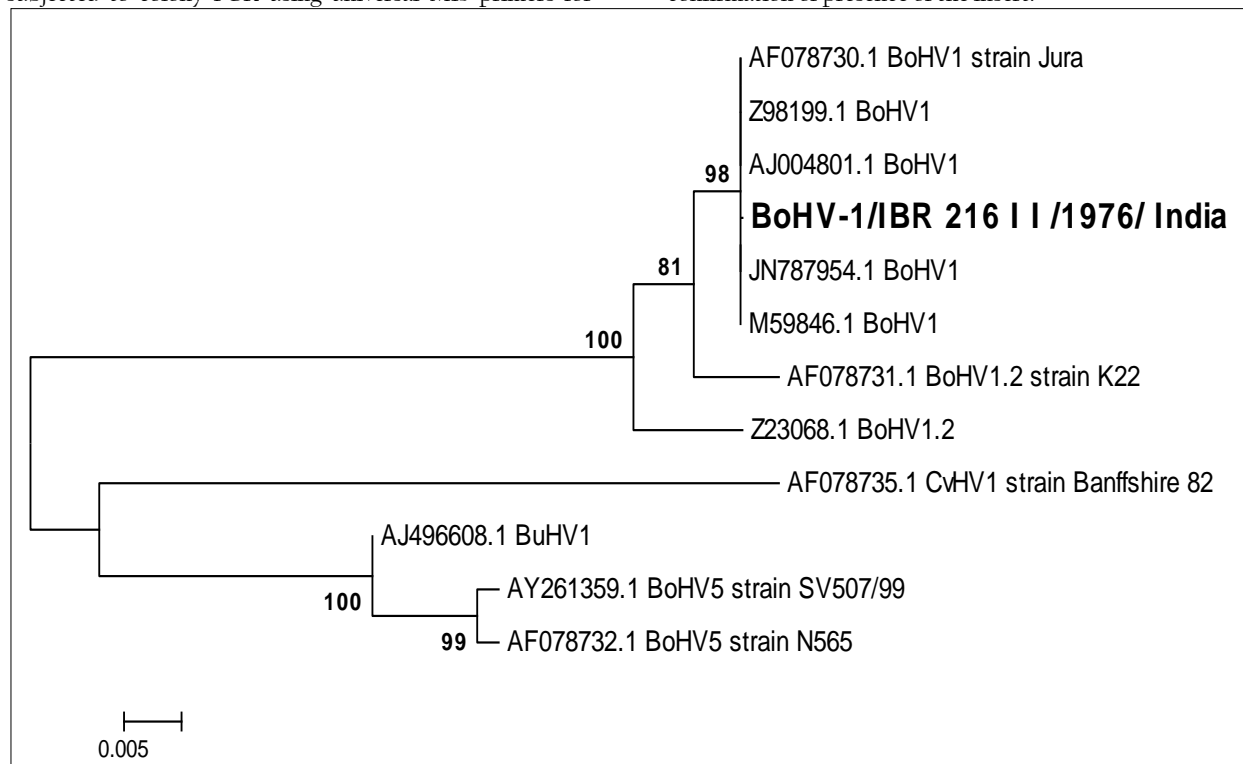 AF078730.1 BoHV1 strain Jura
Z98199.1 BoHV1
AJ004801.1 BoHV1
98
BoHV-1/IBR 216 I I /1976/ India
81
JN787954.1 BoHV1
M59846.1 BoHV1
100
AF078731.1 BoHV1.2 strain K22
Z23068.1 BoHV1.2
AF078735.1 CvHV1 strain Banffshire 82
AJ496608.1 BuHV1
AY261359.1 BoHV5 strain SV507/99
100
99
AF078732.1 BoHV5 strain N565
0.005